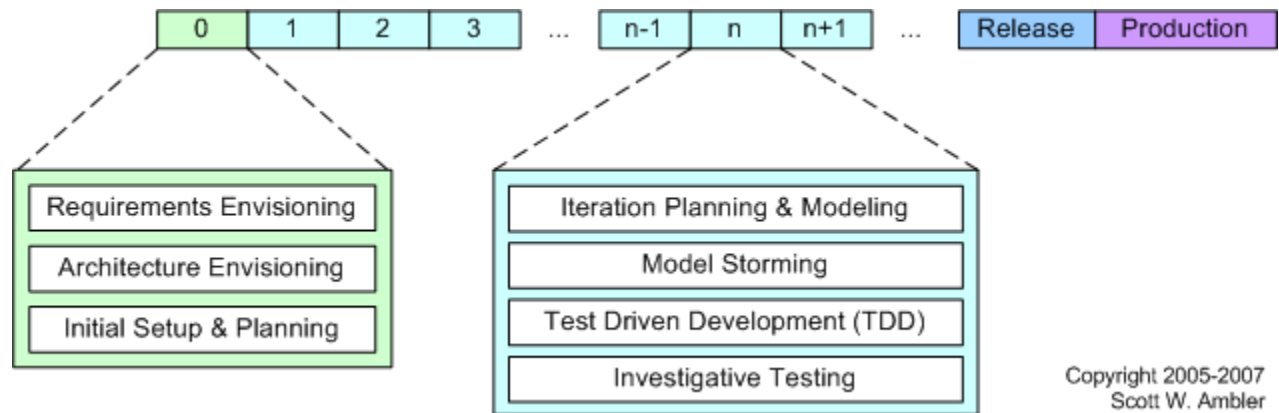 0 1 2 3 ... n-1 n n+1 ... Release Production
Requirements Envisioning
Architecture Envisioning
Initial Setup & Planning
Iteration Planning & Modeling
Model Storming
Test Driven Development (TDD)
Investigative Testing
Copyright 2005-2007
Scott W. Ambler